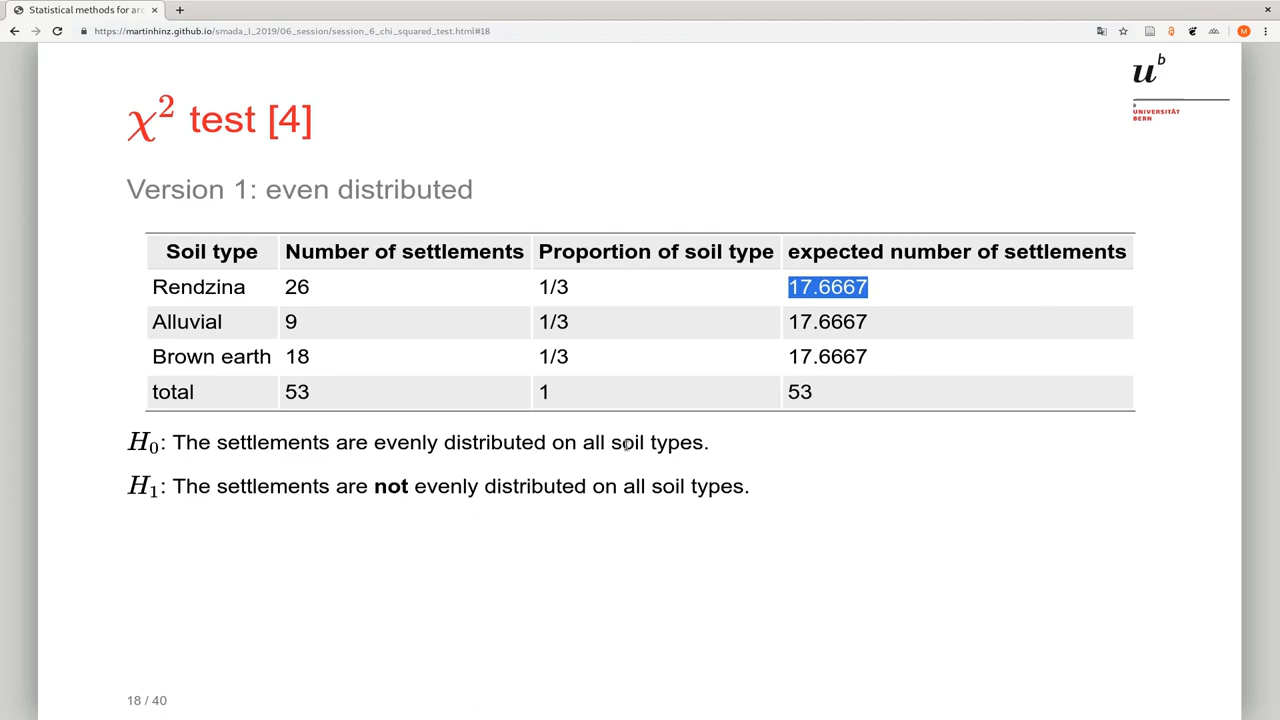 Statistical methods for arc
https://martinhinz.github.io/smada_I_2019/06_session/session_6_chi_squared_test.html#18
M
u^b
b
UNIVERSITÄT
BERN
χ² test [4]
Version 1: even distributed
Soil type Number of settlements Proportion of soil type expected number of settlements
Rendzina 26 1/3 17.6667
Alluvial 9 1/3 17.6667
Brown earth 18 1/3 17.6667
total 53 1 53
H₀: The settlements are evenly distributed on all soil types.
H₁: The settlements are not evenly distributed on all soil types.
18 / 40